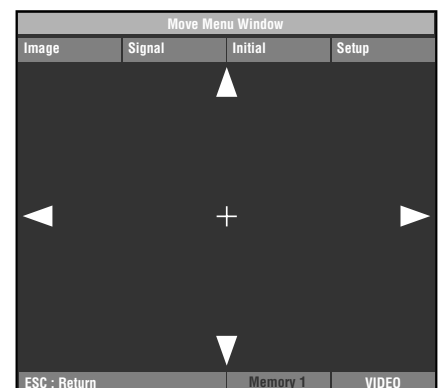 Move Menu Window
Image Signal Initial Setup
ESC : Return Memory 1 VIDEO